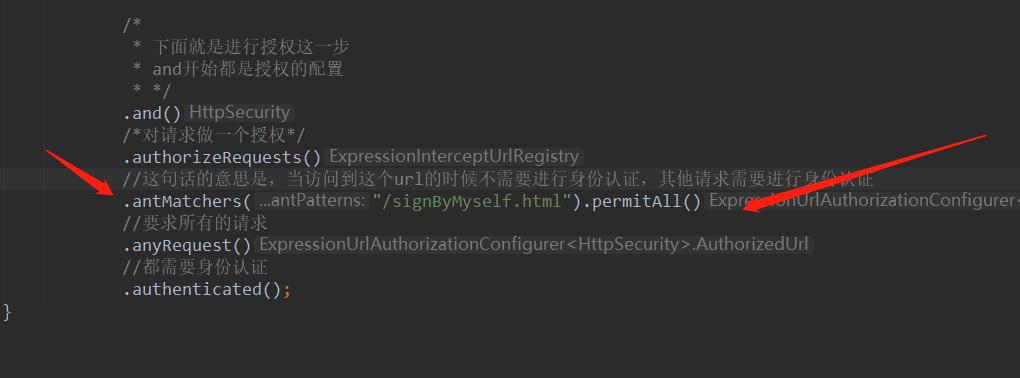 /*
* 下面就是进行授权这一步
* and开始都是授权的配置
* */
.and() HttpSecurity
/*对请求做一个授权*/
.authorizeRequests() ExpressionInterceptUrlRegistry
//这句话的意思是，当访问到这个url的时候不需要进行身份认证，其他请求需要进行身份认证
.antMatchers( ...antPatterns: "/signByMyself.html").permitAll() ExpressionUrlAuthorizationConfigurer<
//要求所有的请求
.anyRequest() ExpressionUrlAuthorizationConfigurer<HttpSecurity>.AuthorizedUrl
//都需要身份认证
.authenticated();
}